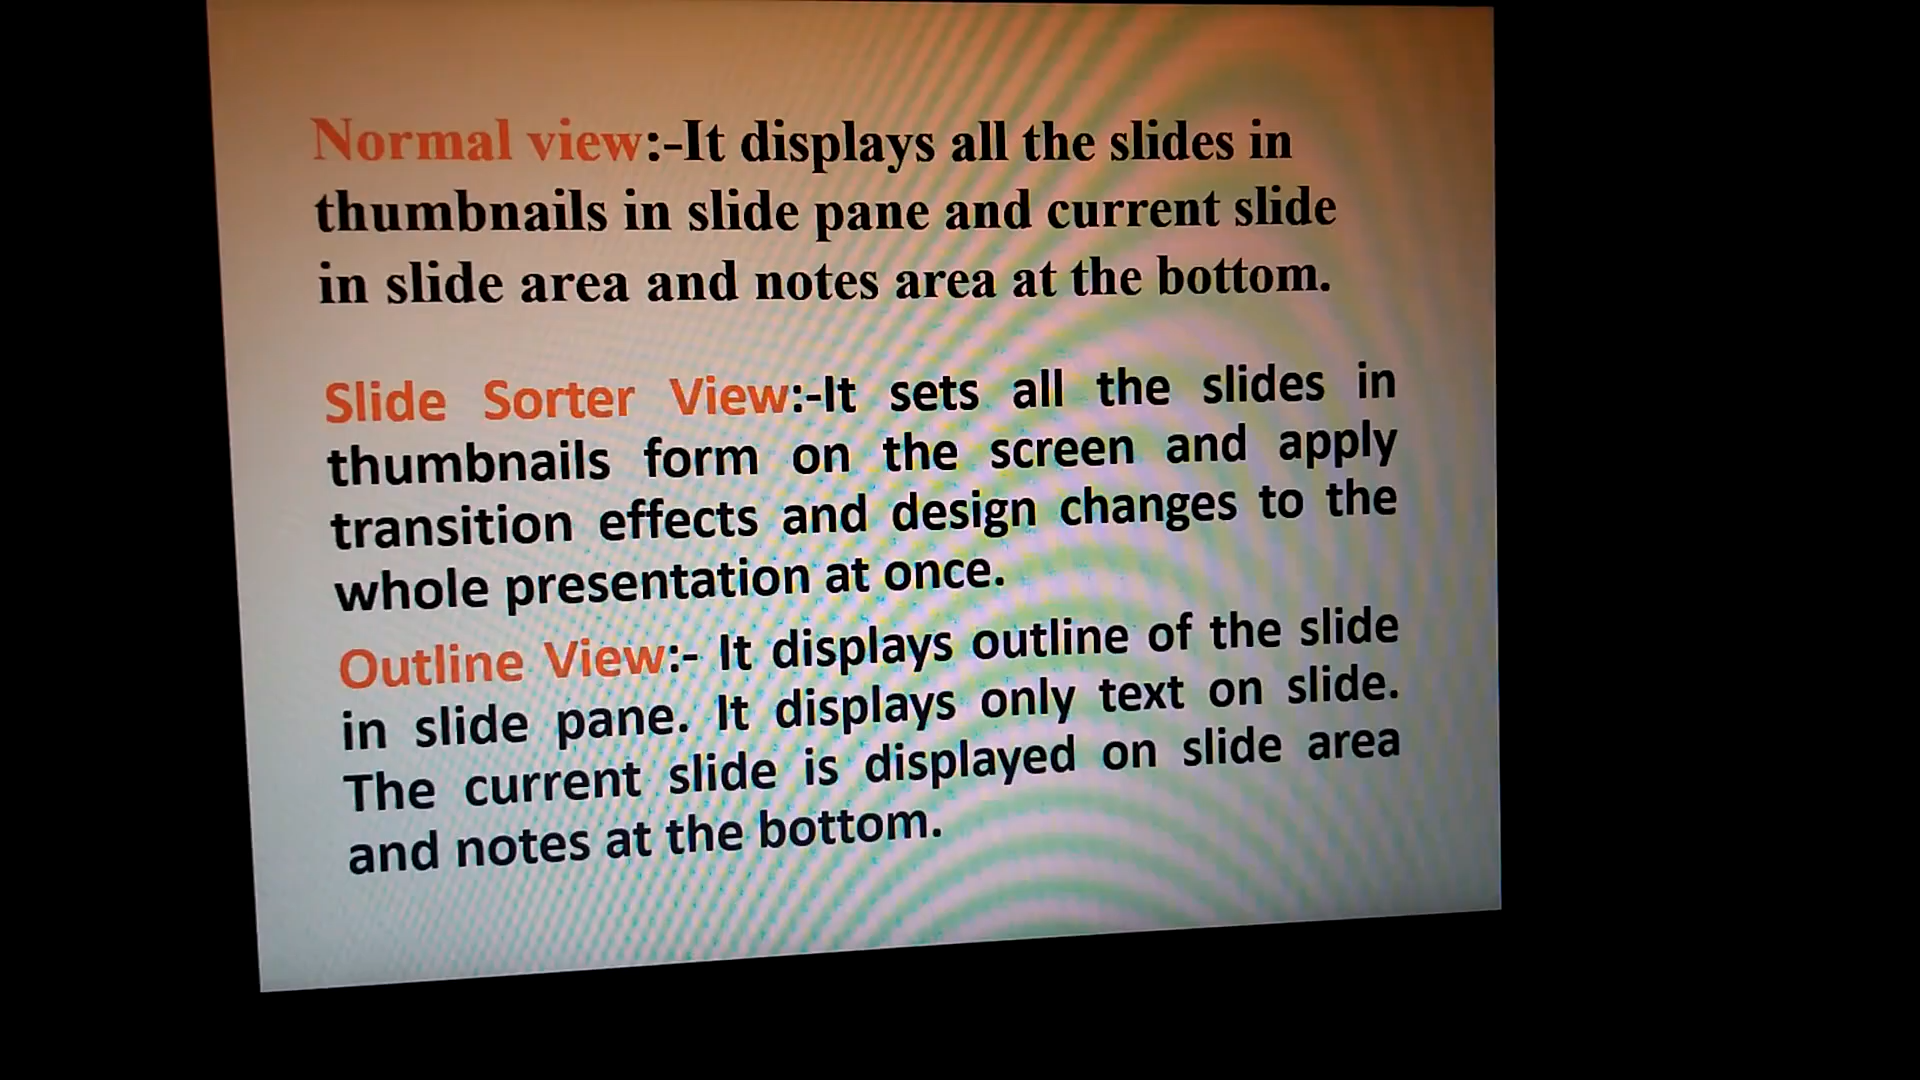 Normal view:-It displays all the slides in
thumbnails in slide pane and current slide
in slide area and notes area at the bottom.
Slide Sorter View:-It sets all the slides in
thumbnails form on the screen and apply
transition effects and design changes to the
whole presentation at once.
Outline View:- It displays outline of the slide
in slide pane. It displays only text on slide.
The current slide is displayed on slide area
and notes at the bottom.